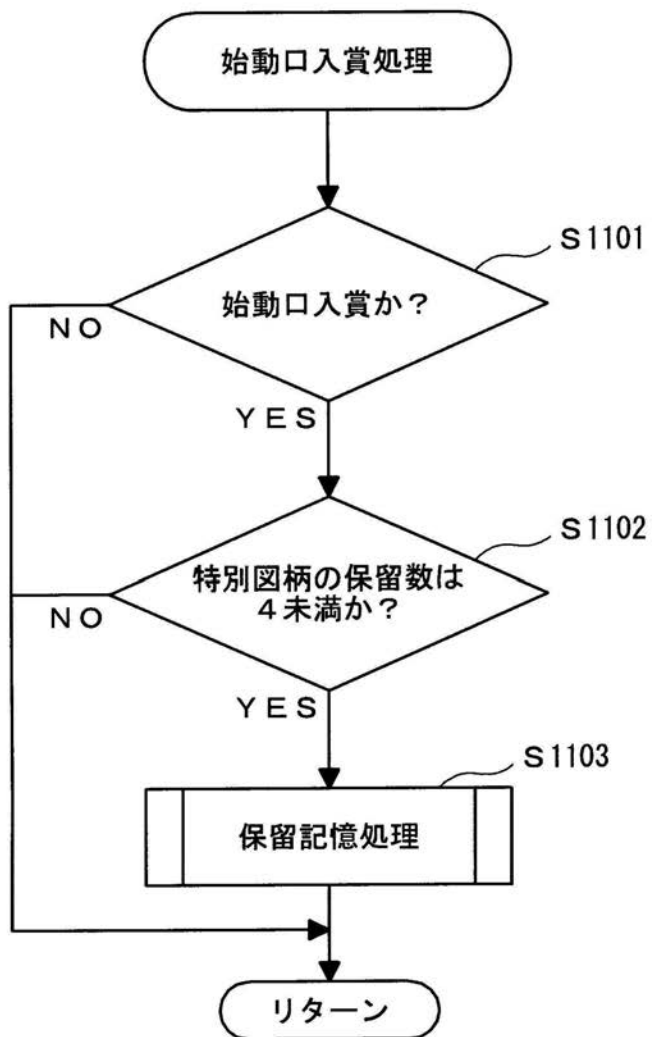 始動口入賞処理
S1101
始動口入賞か？
NO
YES
S1102
特別図柄の保留数は
４未満か？
NO
YES
S1103
保留記憶処理
リターン